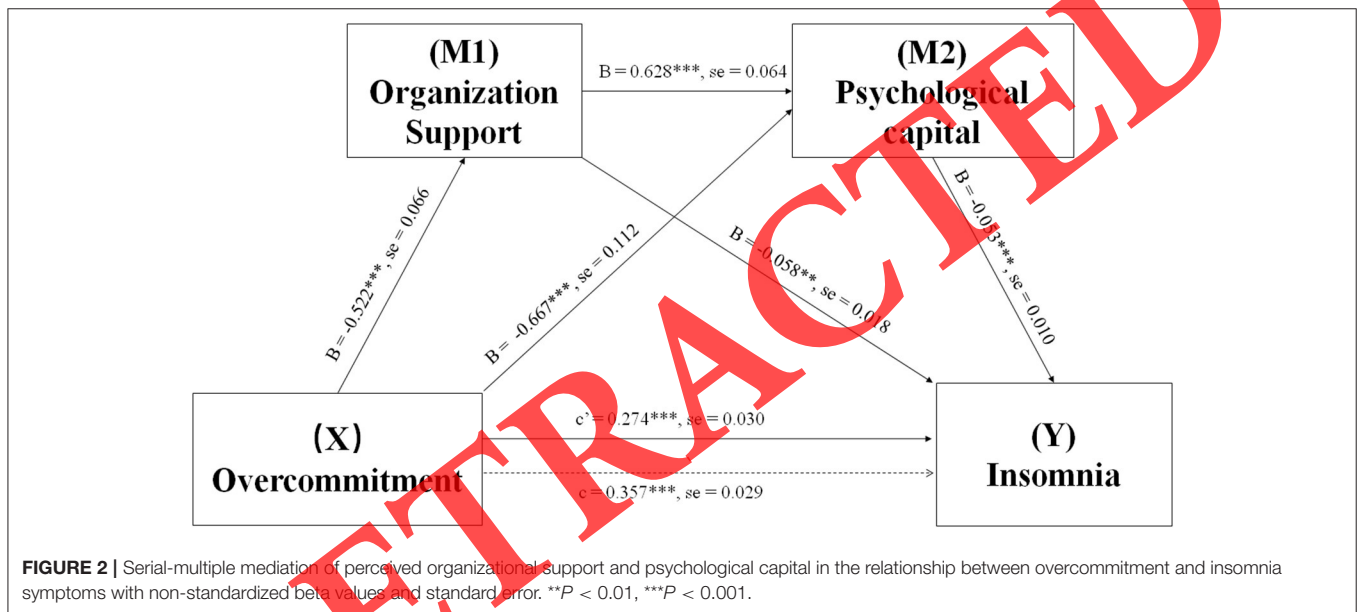 (M1)
Organization
Support
B = 0.628***, se = 0.064
(M2)
Psychological
capital
B = -0.522***, se = 0.066
B = -0.667***, se = 0.112
B = -0.058**, se = 0.018
B = -0.053***, se = 0.010
(X)
Overcommitment
c' = 0.274***, se = 0.030
c = 0.357***, se = 0.029
(Y)
Insomnia
ETRACTED
FIGURE 2 | Serial-multiple mediation of perceived organizational support and psychological capital in the relationship between overcommitment and insomnia
symptoms with non-standardized beta values and standard error. **P < 0.01, ***P < 0.001.